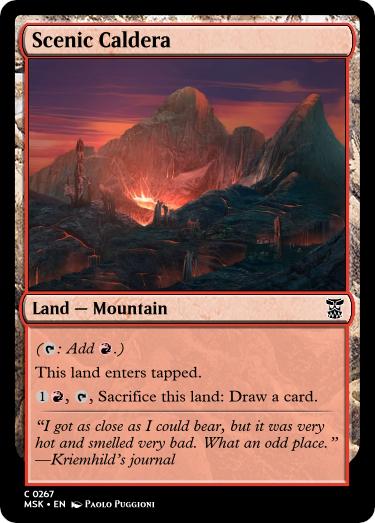 Scenic Caldera
Land — Mountain
(: Add .)
This land enters tapped.
1 , , Sacrifice this land: Draw a card.
“I got as close as I could bear, but it was very
hot and smelled very bad. What an odd place.”
—Kriemhild's journal
C 0267
MSK • EN Paolo Puggioni